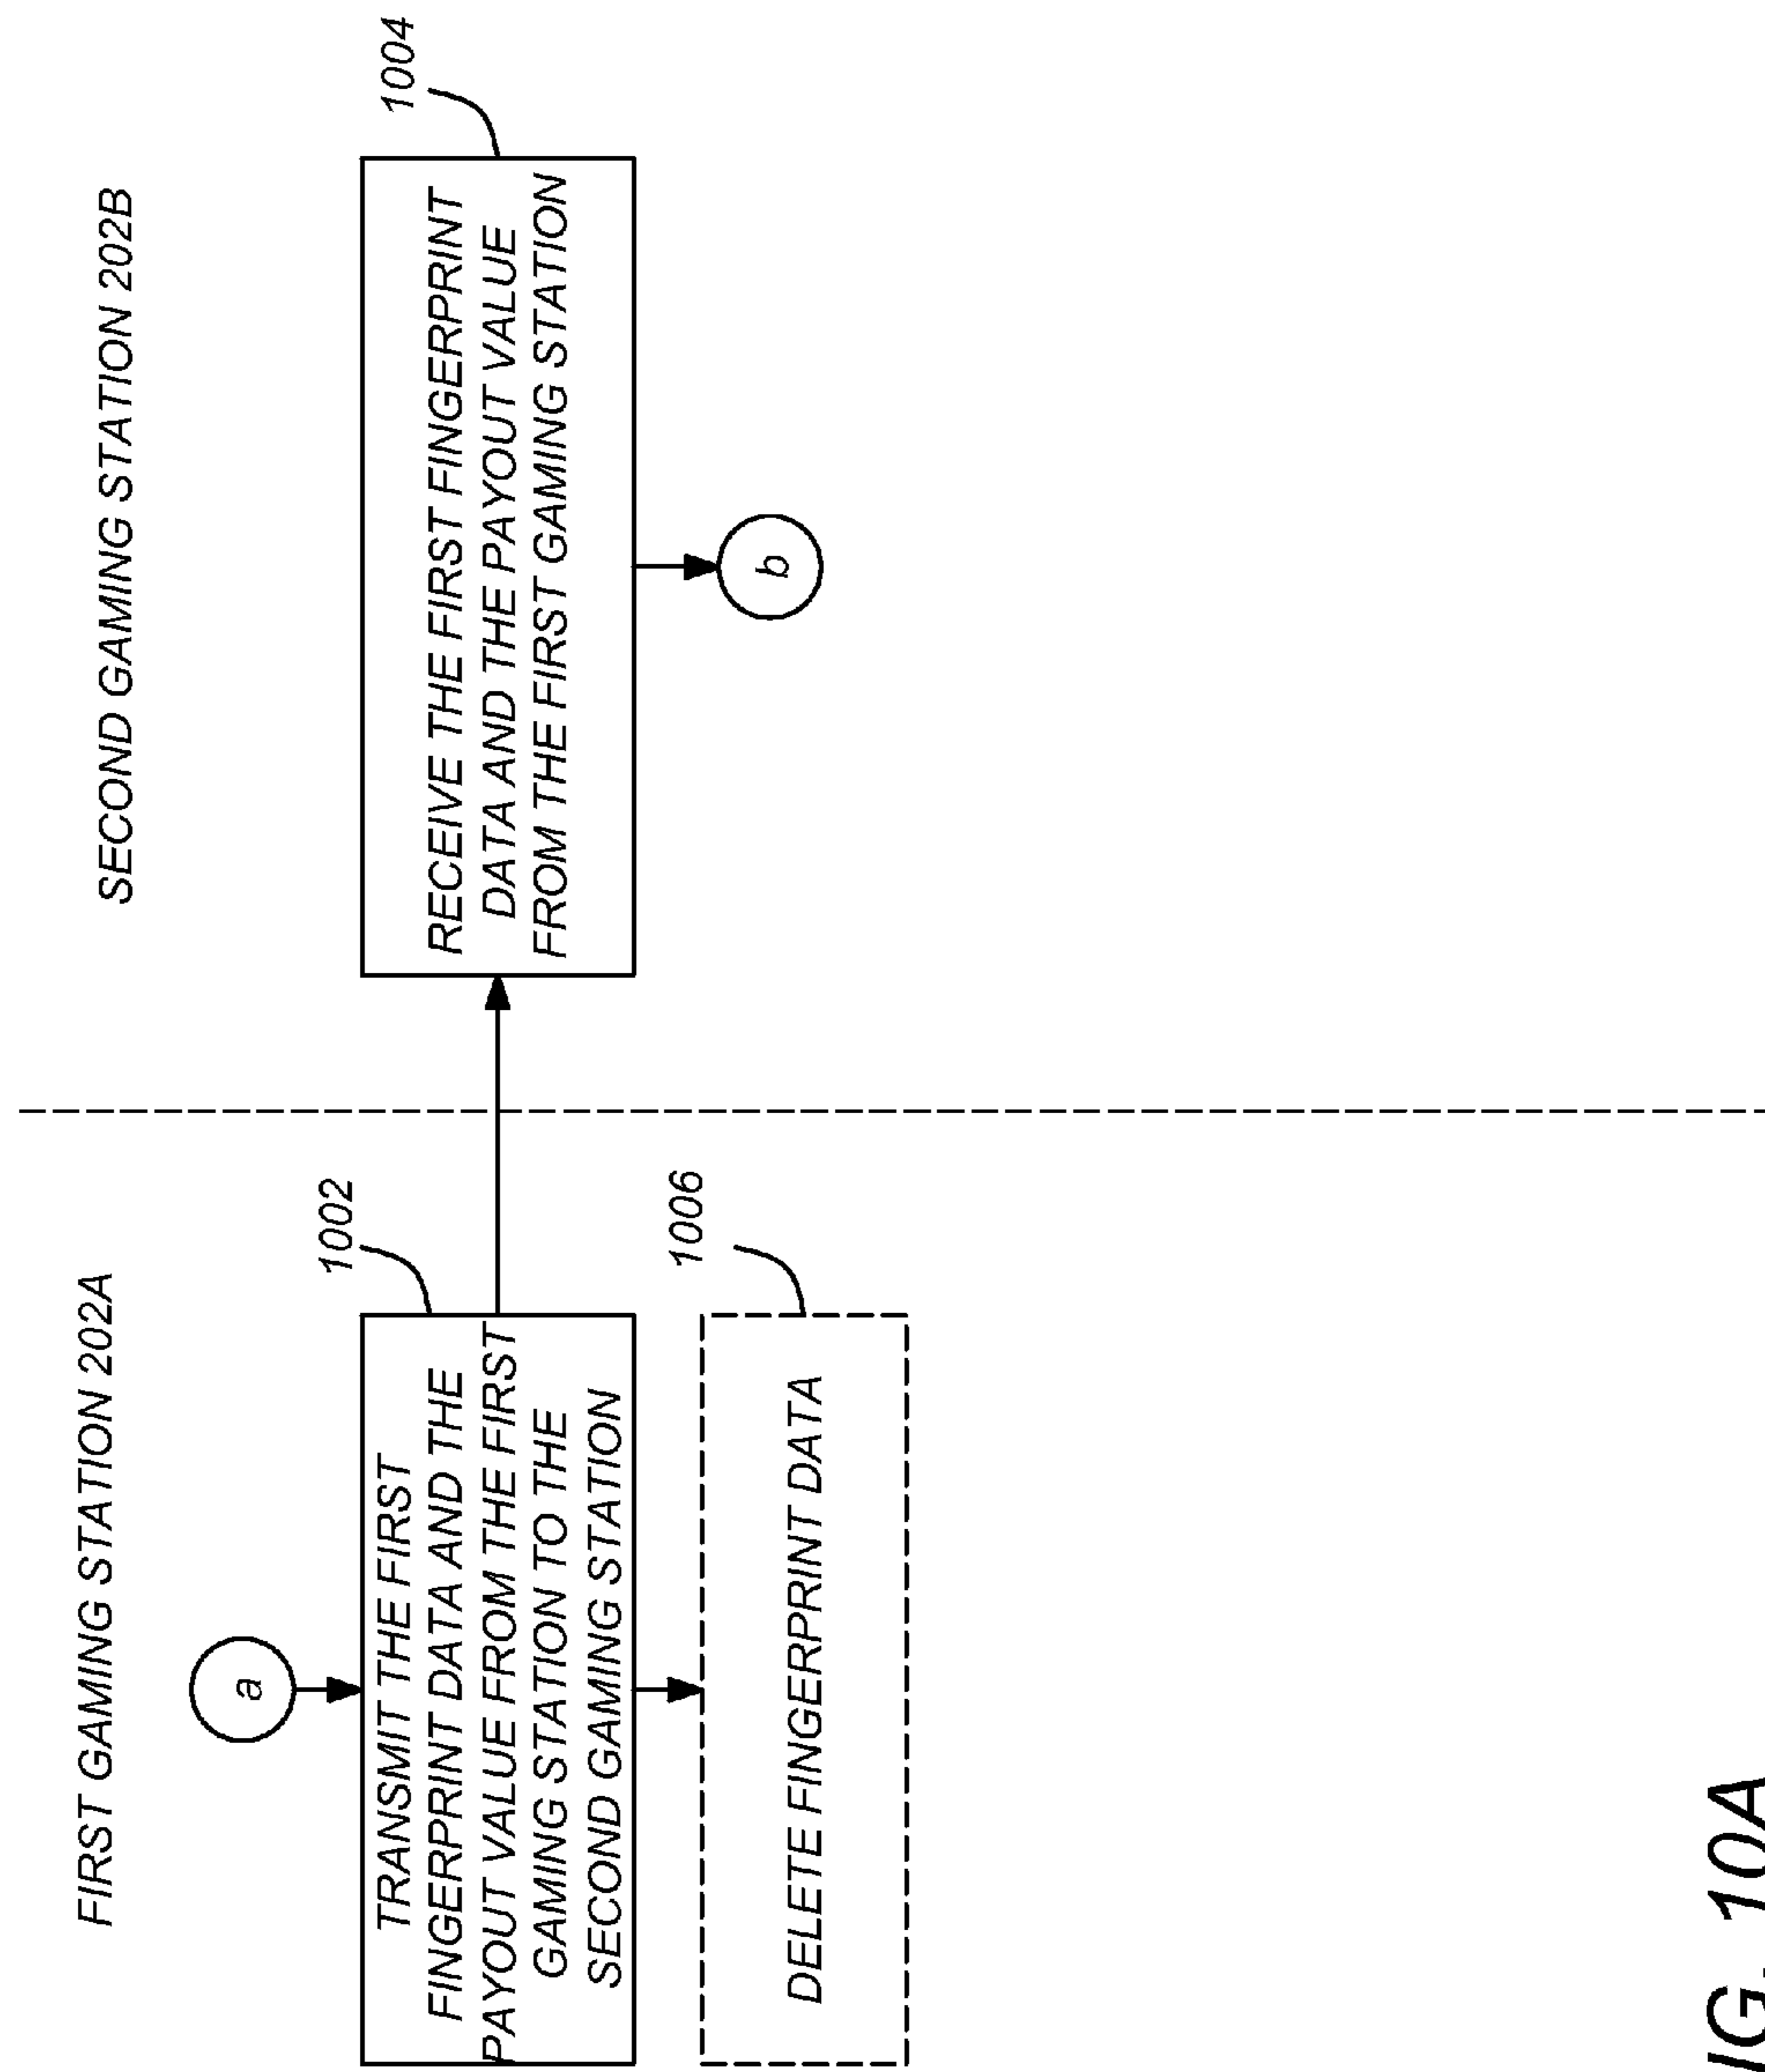 FIRST GAMING STATION 202A
SECOND GAMING STATION 202B
a
1002
TRANSMIT THE FIRST
FINGERPRINT DATA AND THE
PAYOUT VALUE FROM THE FIRST
GAMING STATION TO THE
SECOND GAMING STATION
1004
RECEIVE THE FIRST FINGERPRINT
DATA AND THE PAYOUT VALUE
FROM THE FIRST GAMING STATION
1006
DELETE FINGERPRINT DATA
b
IG. 10A